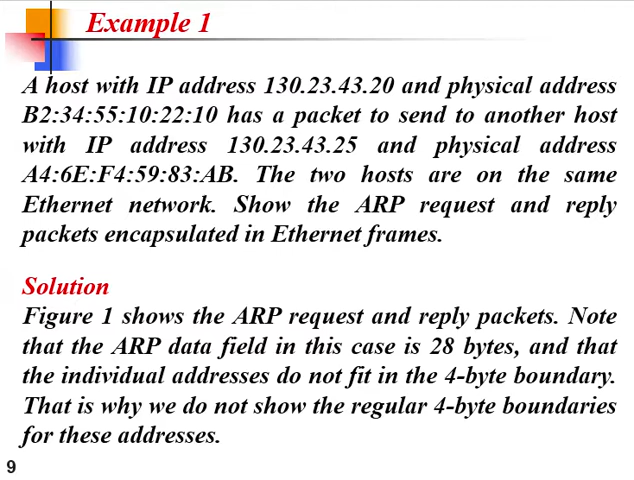 Example 1
A host with IP address 130.23.43.20 and physical address
B2:34:55:10:22:10 has a packet to send to another host
with IP address 130.23.43.25 and physical address
A4:6E:F4:59:83:AB. The two hosts are on the same
Ethernet network. Show the ARP request and reply
packets encapsulated in Ethernet frames.
Solution
Figure 1 shows the ARP request and reply packets. Note
that the ARP data field in this case is 28 bytes, and that
the individual addresses do not fit in the 4-byte boundary.
That is why we do not show the regular 4-byte boundaries
for these addresses.
9